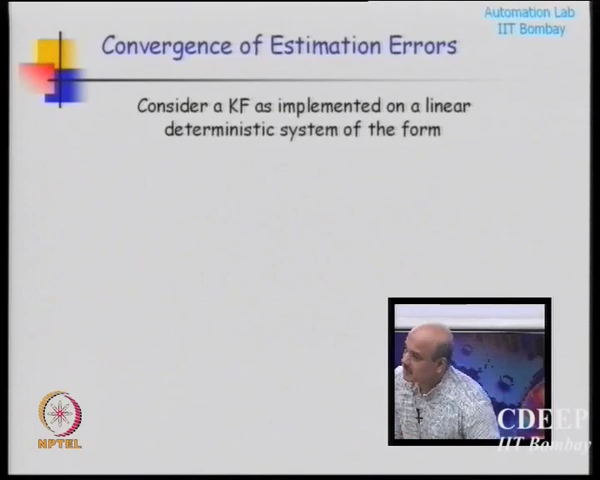 Automation Lab
IIT Bombay
Convergence of Estimation Errors
Consider a KF as implemented on a linear
deterministic system of the form
NPTEL
CDEEP
IIT Bombay